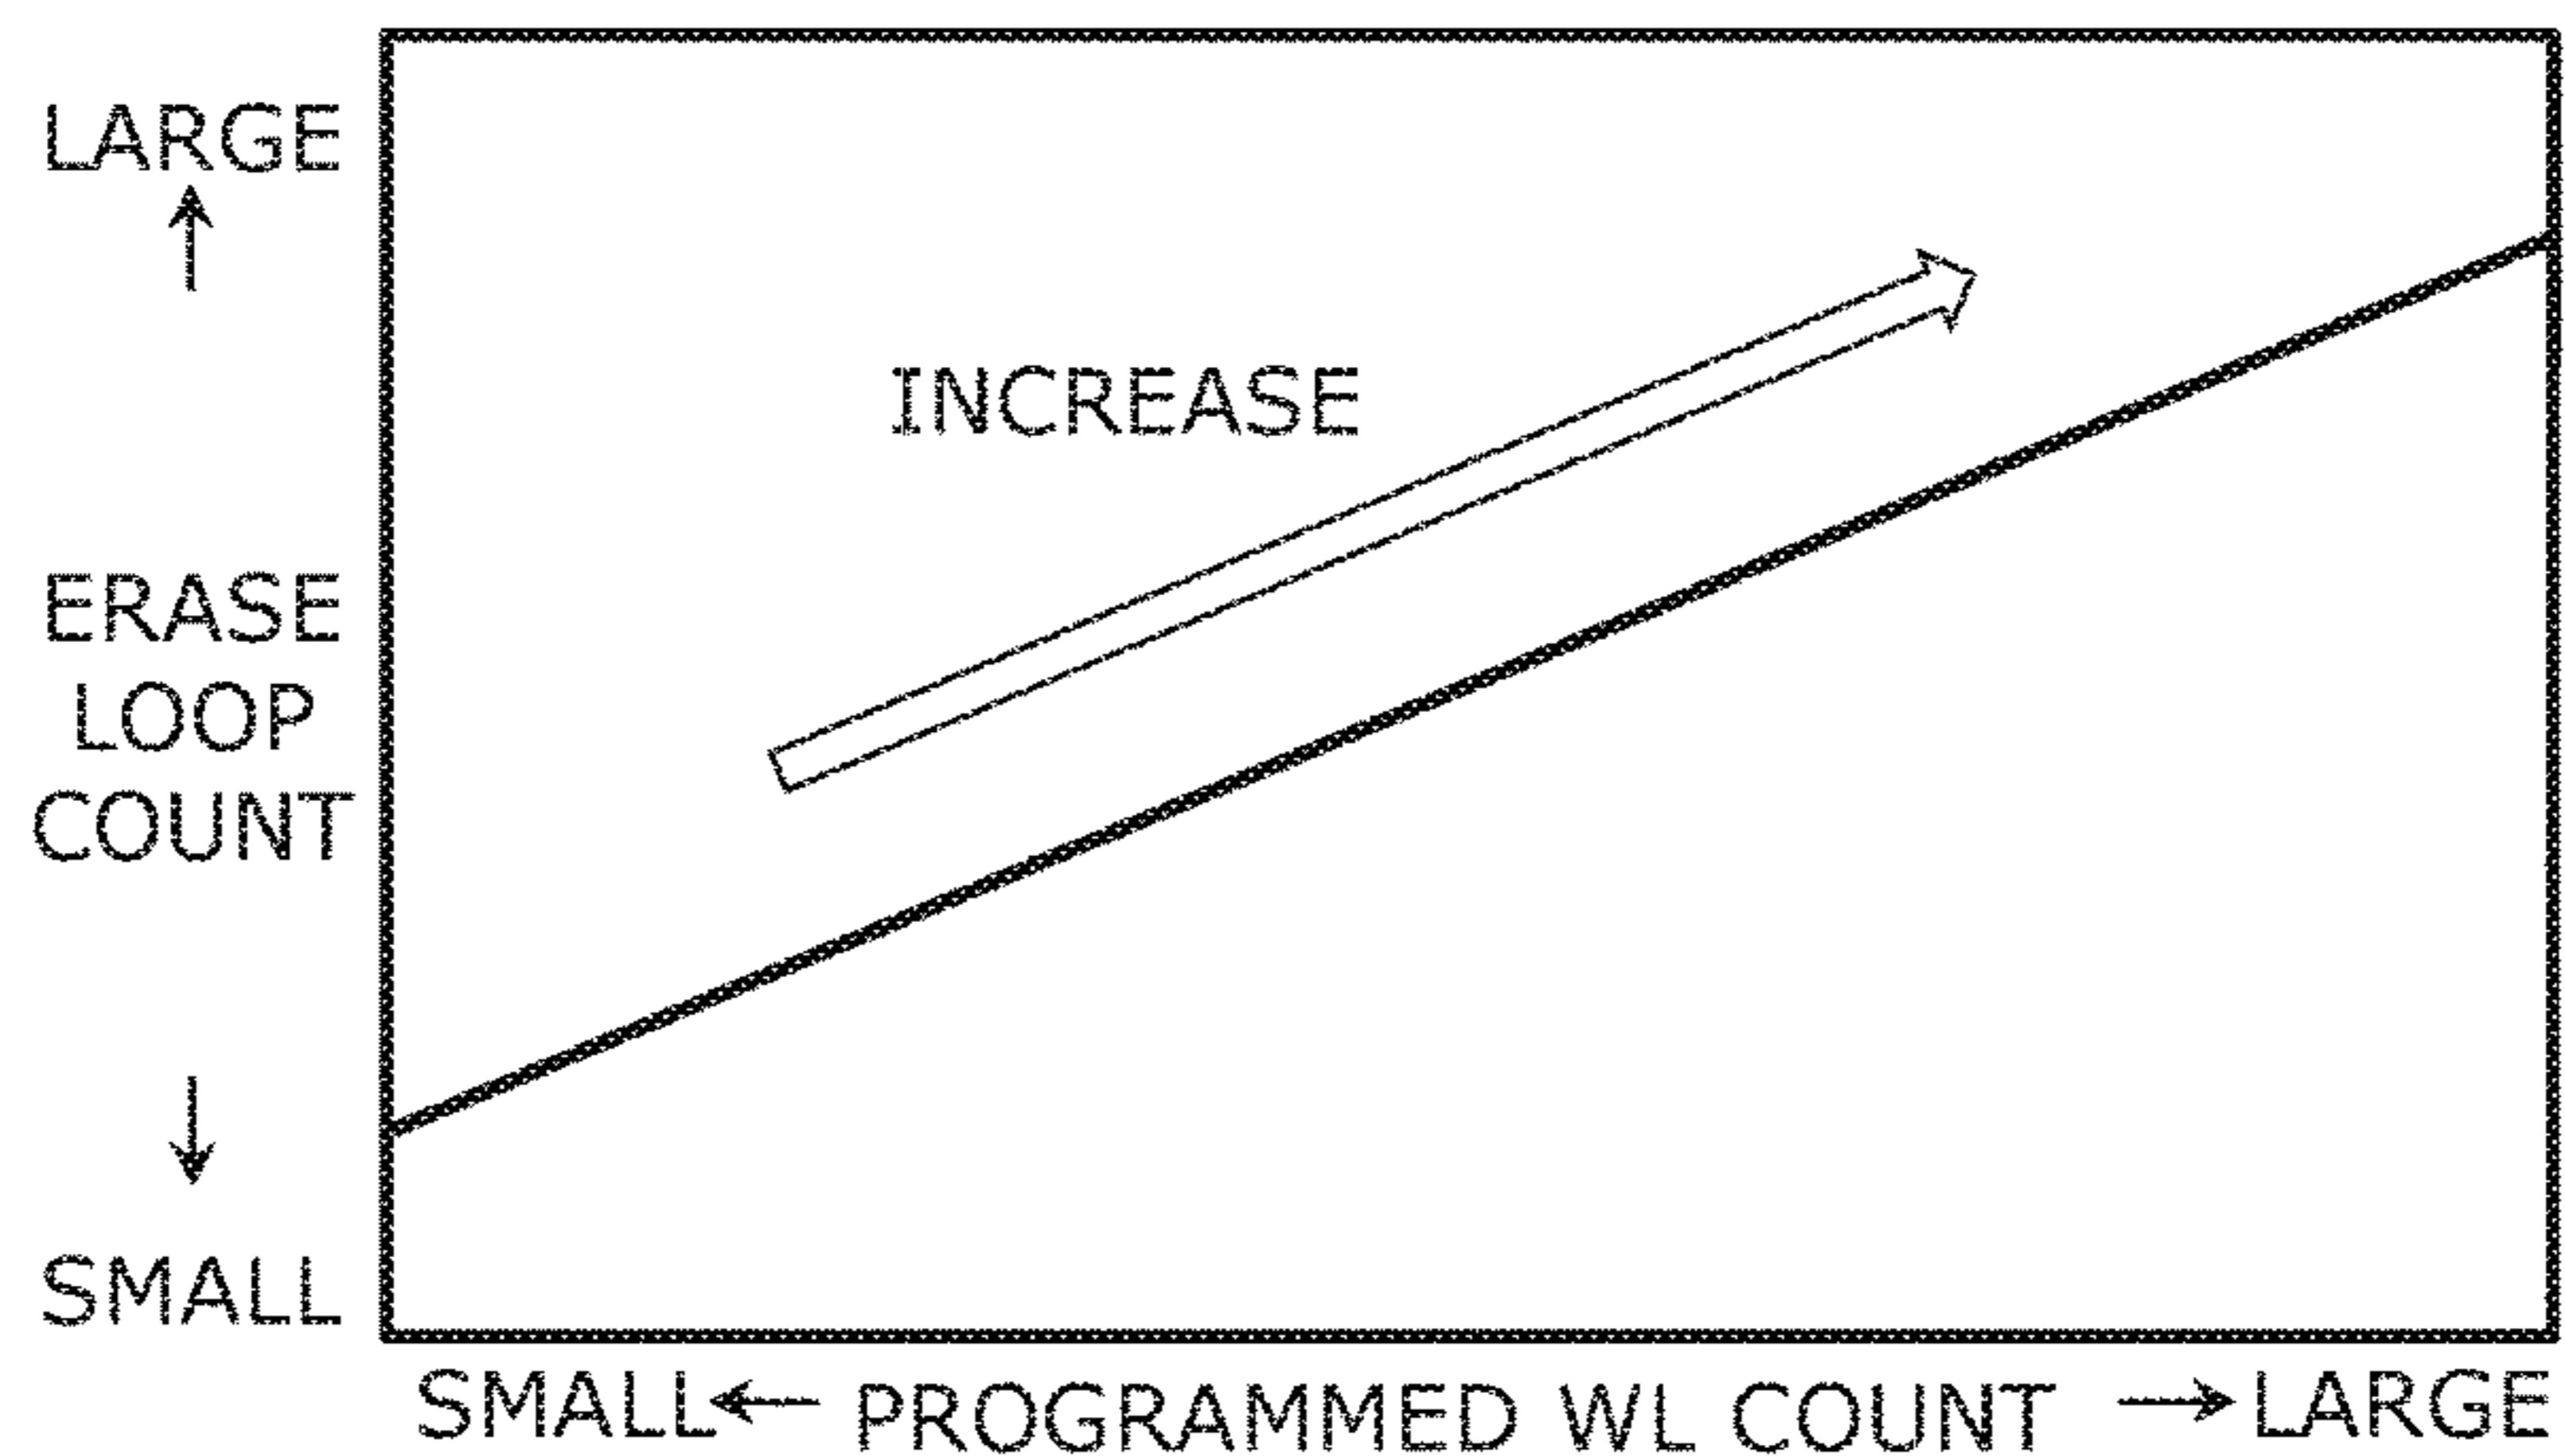 LARGE
INCREASE
ERASE
LOOP
COUNT
SMALL
SMALL← PROGRAMMED WL COUNT →LARGE